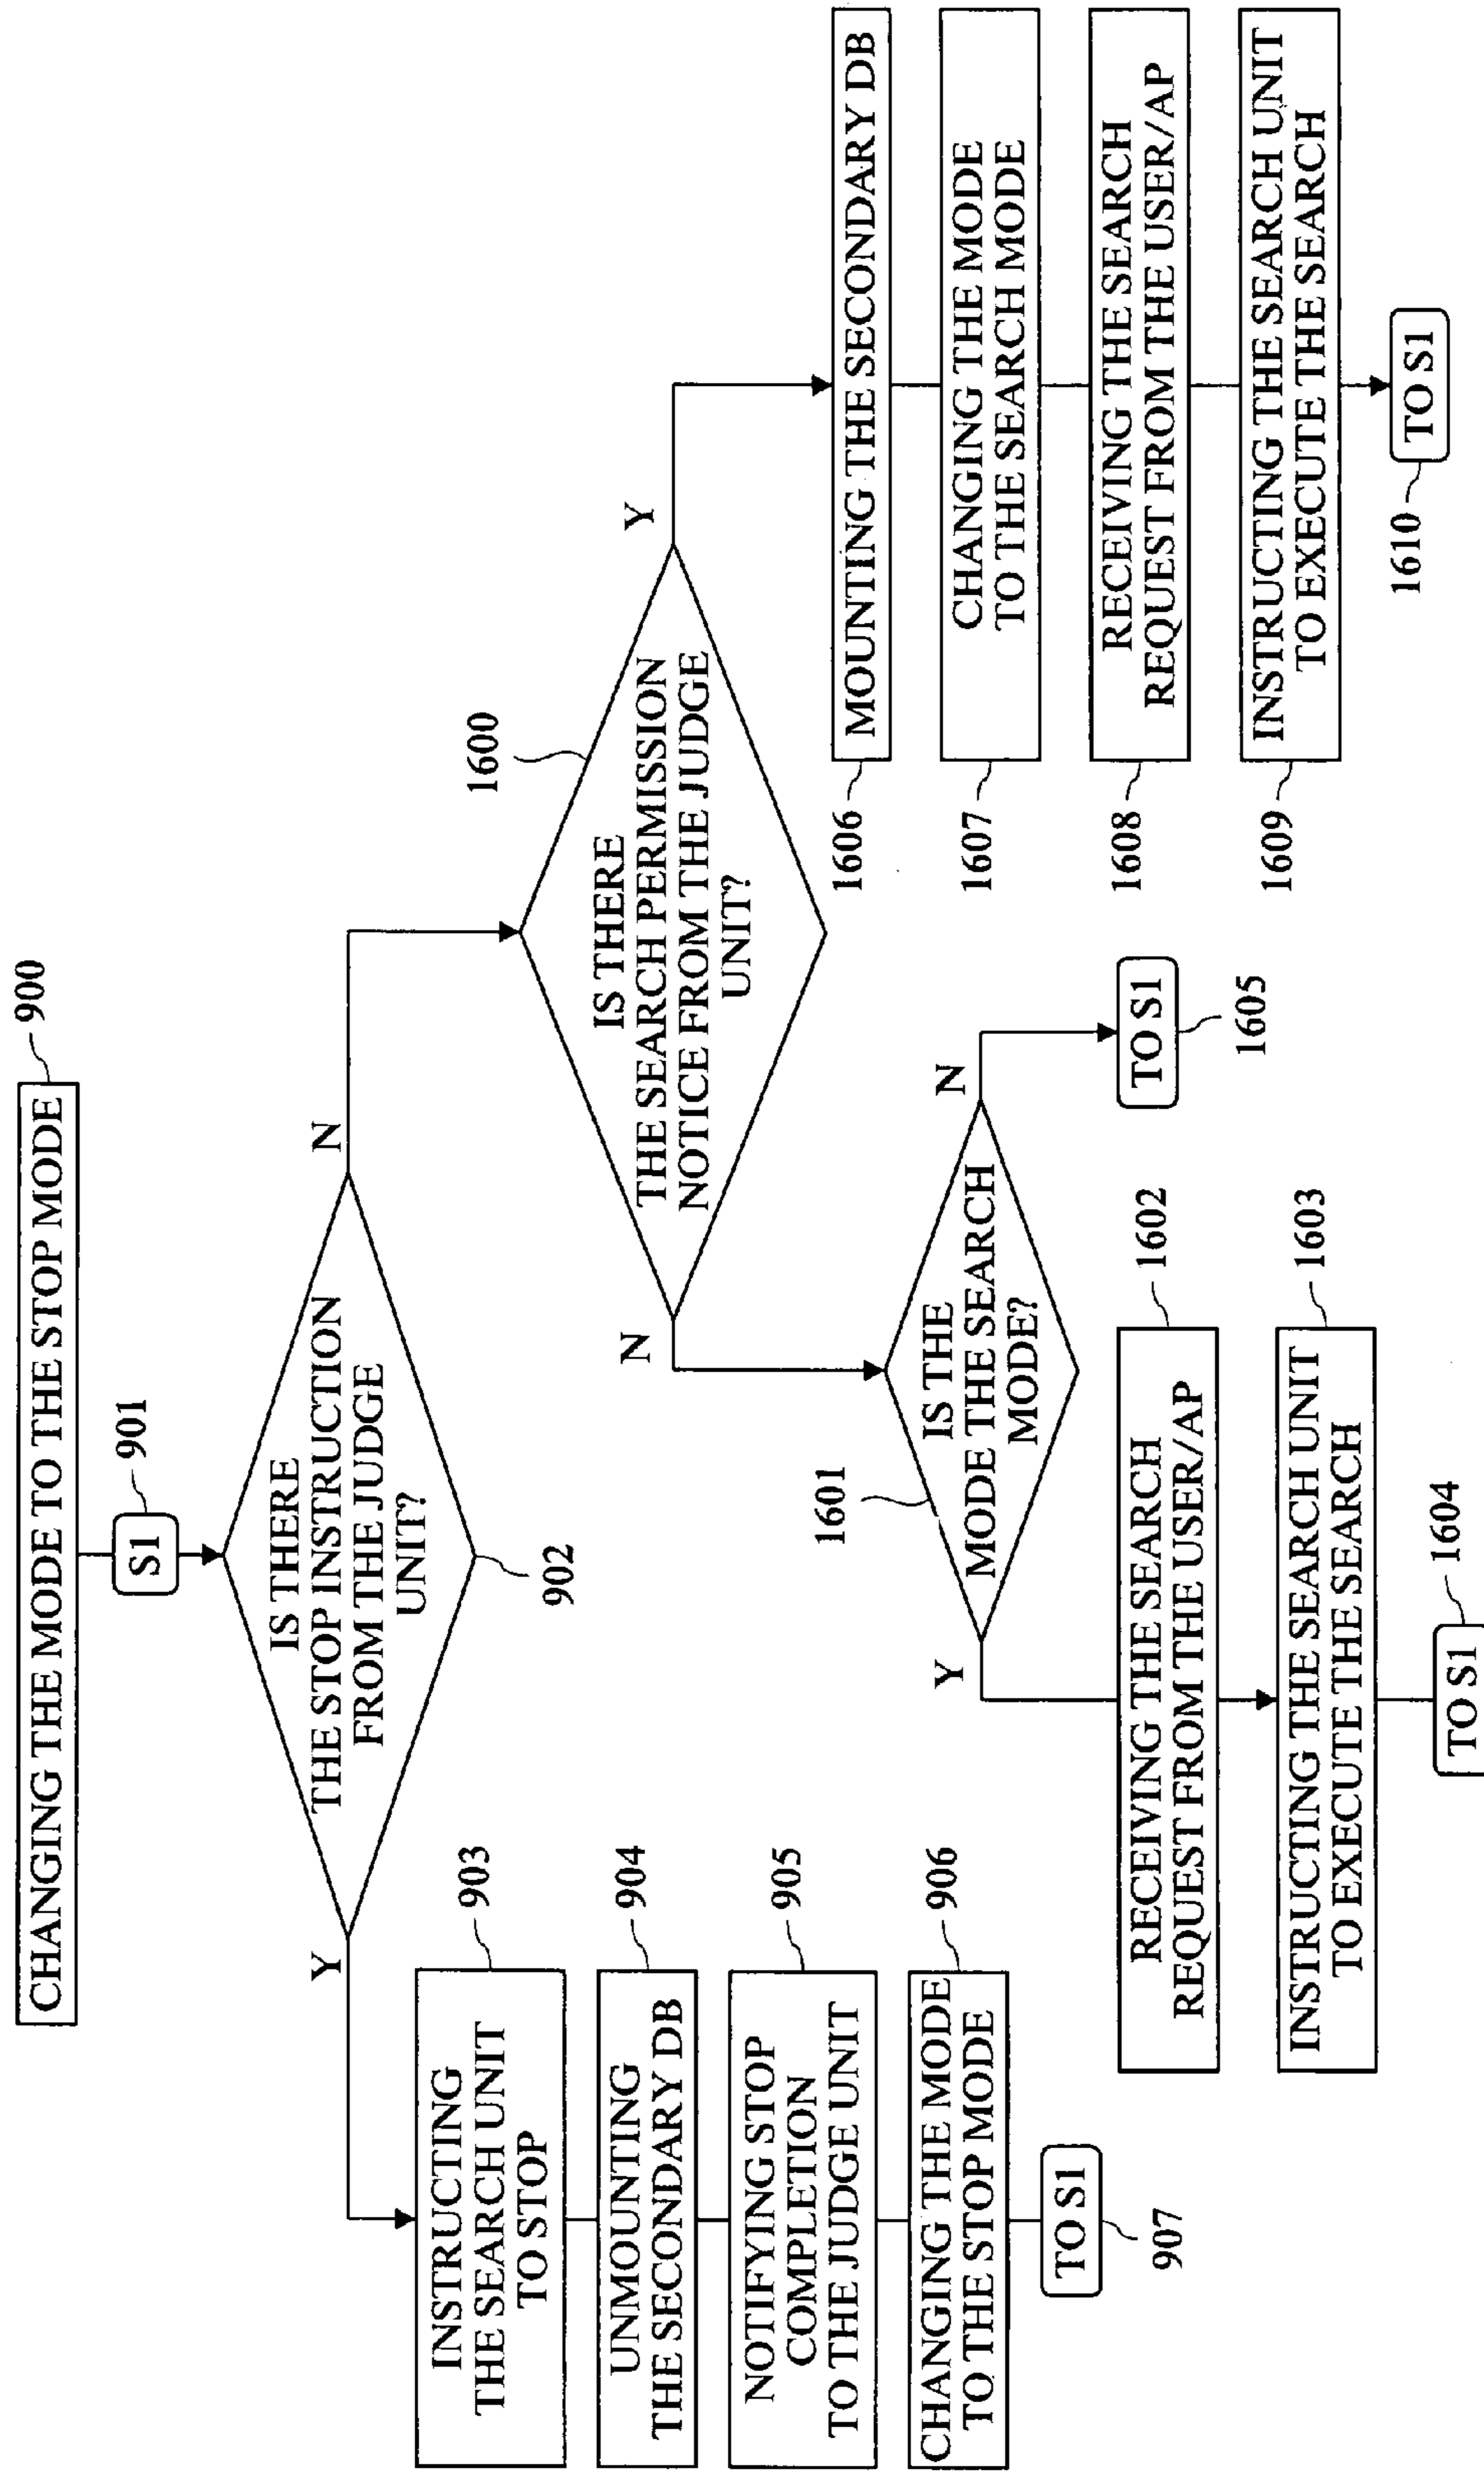 CHANGING THE MODE TO THE STOP MODE
900
S1
901
IS THERE
THE STOP INSTRUCTION
FROM THE JUDGE
UNIT?
902
Y
N
INSTRUCTING
THE SEARCH UNIT
TO STOP
903
UNMOUNTING
THE SECONDARY DB
904
NOTIFYING STOP
COMPLETION
TO THE JUDGE UNIT
905
CHANGING THE MODE
TO THE STOP MODE
906
TO S1
907
IS THERE
THE SEARCH PERMISSION
NOTICE FROM THE JUDGE
UNIT?
1600
N
Y
IS THE
MODE THE SEARCH
MODE?
1601
Y
N
RECEIVING THE SEARCH
REQUEST FROM THE USER/AP
1602
INSTRUCTING THE SEARCH UNIT
TO EXECUTE THE SEARCH
1603
TO S1
1604
TO S1
1605
MOUNTING THE SECONDARY DB
1606
CHANGING THE MODE
TO THE SEARCH MODE
1607
RECEIVING THE SEARCH
REQUEST FROM THE USER/AP
1608
INSTRUCTING THE SEARCH UNIT
TO EXECUTE THE SEARCH
1609
TO S1
1610